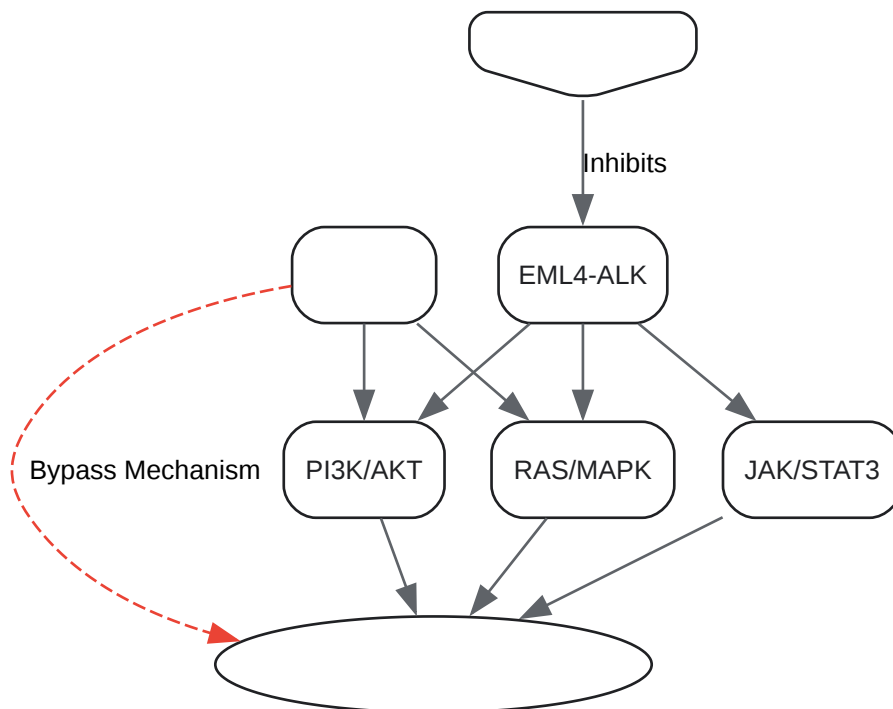 Inhibits
EML4-ALK
Bypass Mechanism
PI3K/AKT
RAS/MAPK
JAK/STAT3